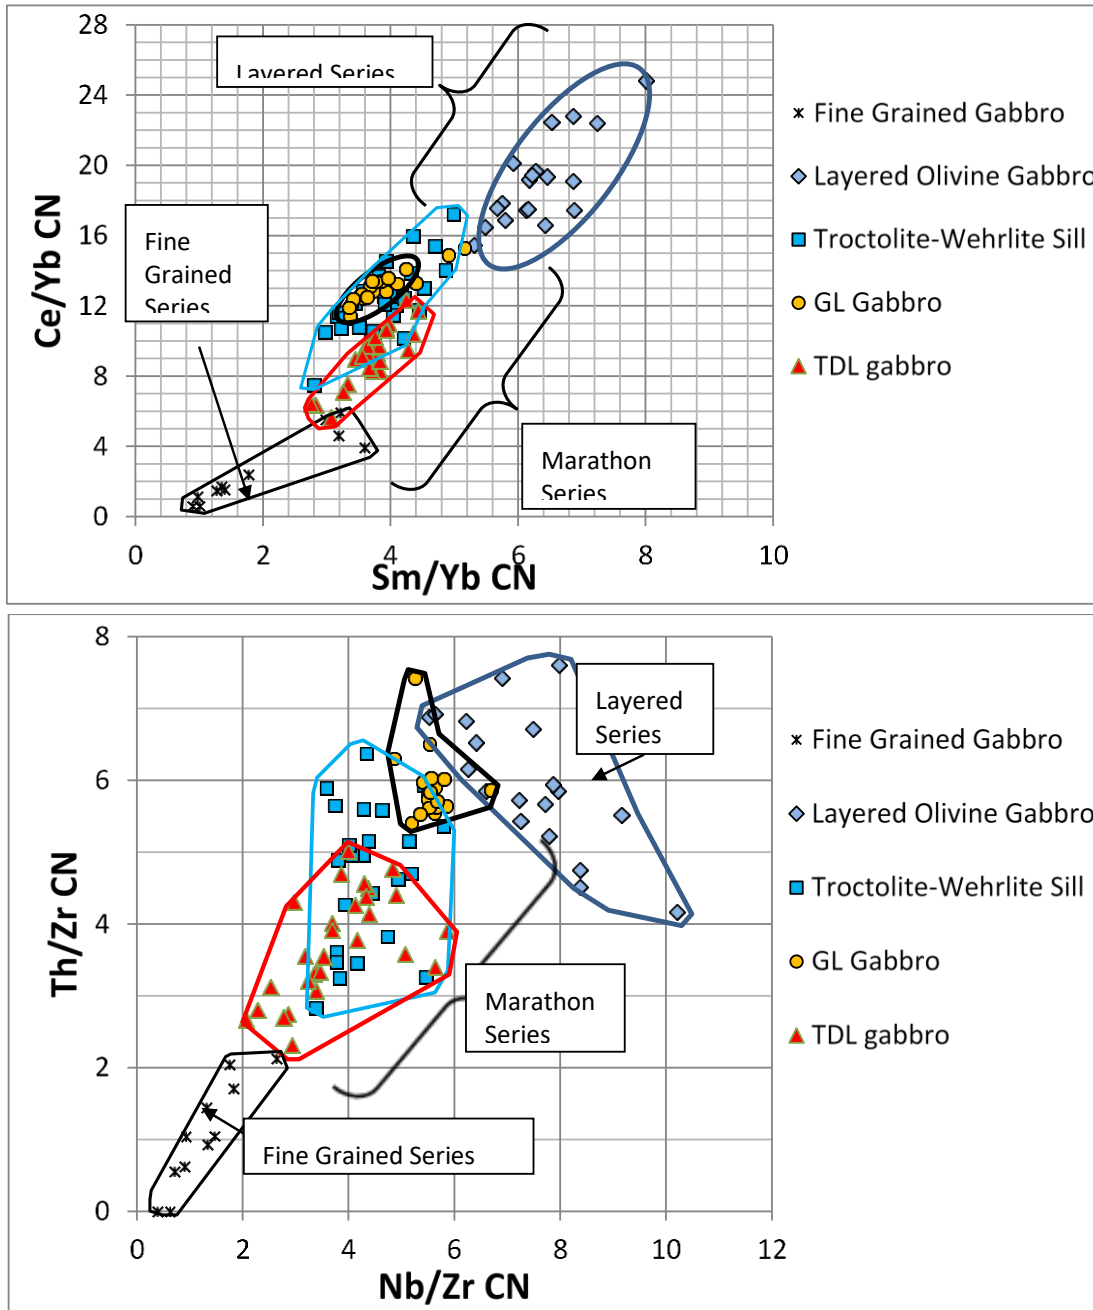 28
24
20
16
12
8
4
0
Ce/Yb CN
Layered Series
Fine
Grained
Series
Marathon
Series
0 2 4 6 8 10
Sm/Yb CN
Fine Grained Gabbro
Layered Olivine Gabbro
Troctolite-Wehrlite Sill
GL Gabbro
TDL gabbro
8
6
4
2
0
Th/Zr CN
Layered
Series
Marathon
Series
Fine Grained Series
0 2 4 6 8 10 12
Nb/Zr CN
Fine Grained Gabbro
Layered Olivine Gabbro
Troctolite-Wehrlite Sill
GL Gabbro
TDL gabbro